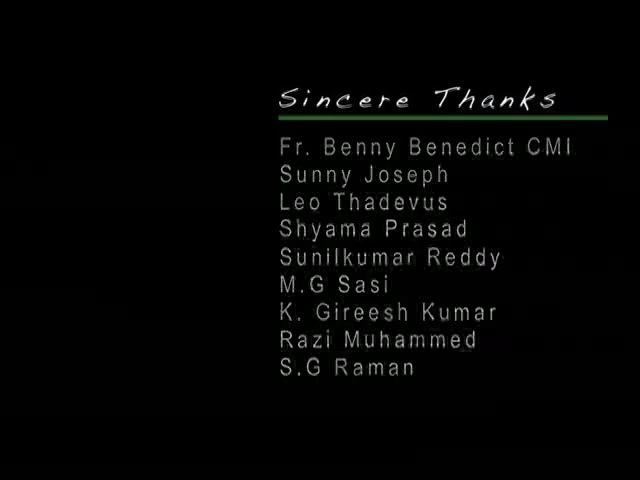 Sincere Thanks
Fr. Benny Benedict CMI
Sunny Joseph
Leo Thadevus
Shyama Prasad
Sunilkumar Reddy
M.G Sasi
K. Gireesh Kumar
Razi Muhammed
S.G Raman